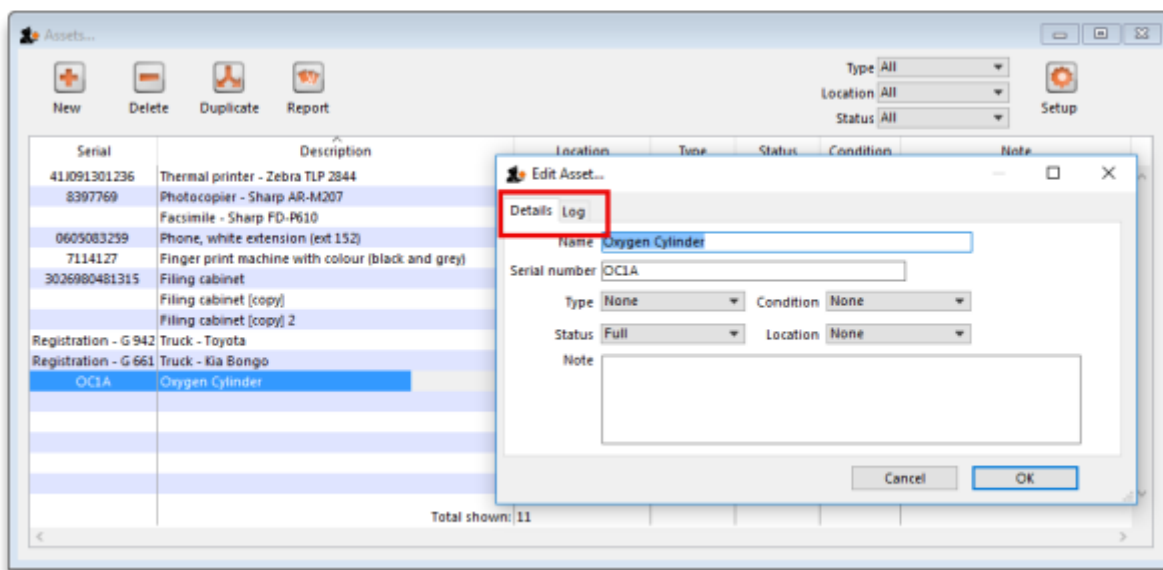 Assets...
New Delete Duplicate Report
Type All
Location All
Status All
Setup
Serial Description Location Type Status Condition Note
41J091301236 Thermal printer - Zebra TLP 2844
8397769 Photocopier - Sharp AR-M207
Facsimile - Sharp FD-P610
0605083259 Phone, white extension (ext 152)
7114127 Finger print machine with colour (black and grey)
3026980481315 Filing cabinet
Filing cabinet [copy]
Filing cabinet [copy] 2
Registration - G 942 Truck - Toyota
Registration - G 661 Truck - Kia Bongo
OC1A Oxygen Cylinder
Total shown: 11
Edit Asset...
Details Log
Name Oxygen Cylinder
Serial number OC1A
Type None Condition None
Status Full Location None
Note
Cancel OK